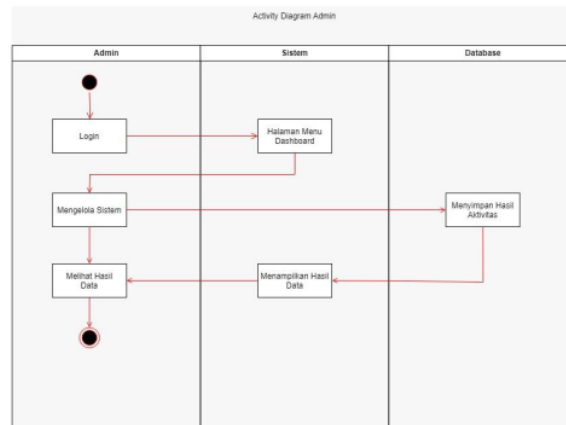 Activity Diagram Admin
Admin
Sistem
Database
Login
Halaman Menu
Dashboard
Mengelola Sistem
Menyimpan Hasil
Aktivitas
Melihat Hasil
Data
Menampilkan Hasil
Data